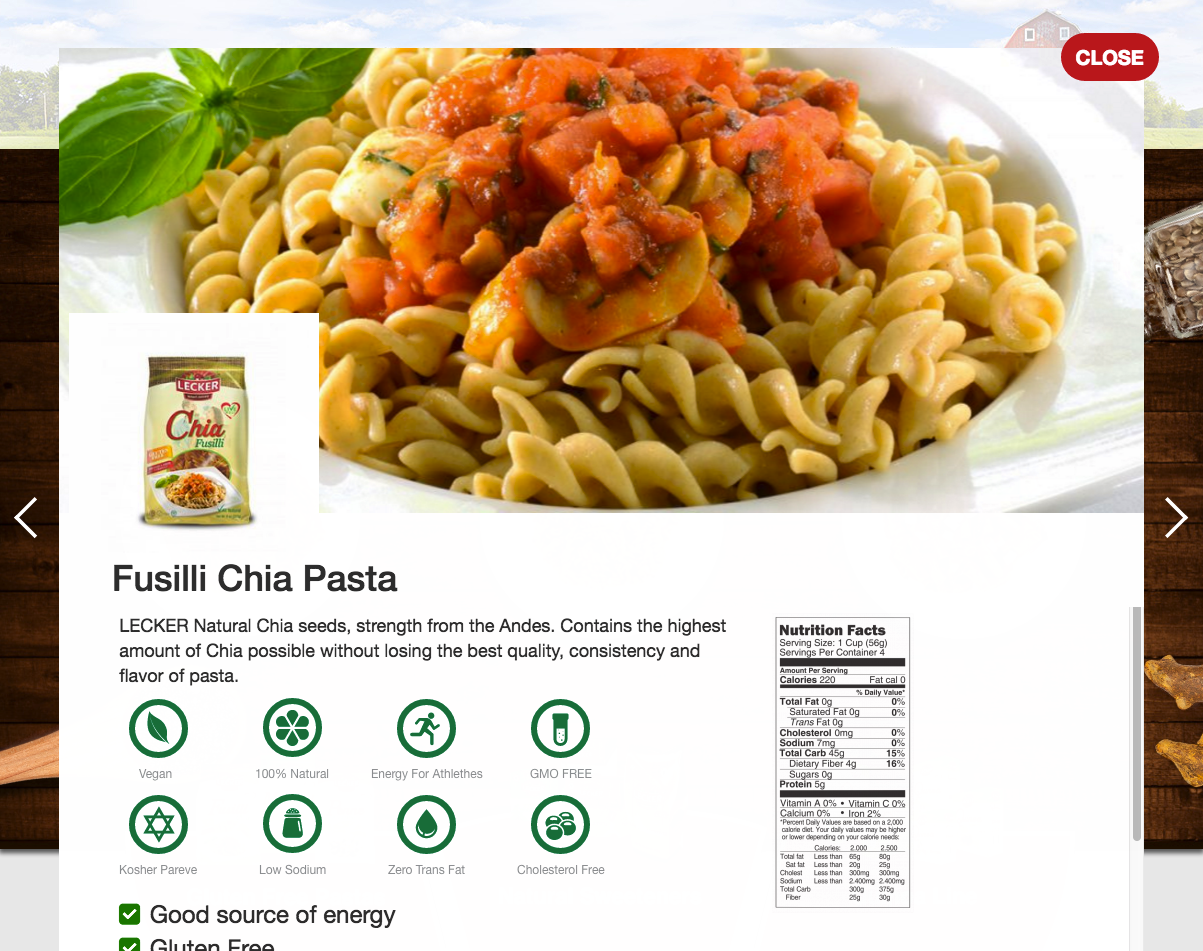 CLOSE
LECKER
Chia
Fusilli
Fusilli Chia Pasta
LECKER Natural Chia seeds, strength from the Andes. Contains the highest
amount of Chia possible without losing the best quality, consistency and
flavor of pasta.
Vegan
100% Natural
Energy For Athlethes
GMO FREE
Kosher Pareve
Low Sodium
Zero Trans Fat
Cholesterol Free
Good source of energy
Gluten Free
Nutrition Facts
Serving Size: 1 Cup (56g)
Servings Per Container 4
Amount Per Serving
Calories 220 Fat cal 0
% Daily Value*
Total Fat 0g 0%
Saturated Fat 0g 0%
Trans Fat 0g
Cholesterol 0mg 0%
Sodium 7mg 0%
Total Carb 45g 15%
Dietary Fiber 4g 16%
Sugars 0g
Protein 5g
Vitamin A 0% • Vitamin C 0%
Calcium 0% • Iron 2%
*Percent Daily Values are based on a 2,000
calorie diet. Your daily values may be higher
or lower depending on your calorie needs:
Calories: 2.000 2.500
Total fat Less than 65g 80g
Sat fat Less than 20g 25g
Cholest Less than 300mg 300mg
Sodium Less than 2.400mg 2.400mg
Total Carb 300g 375g
Fiber 25g 30g